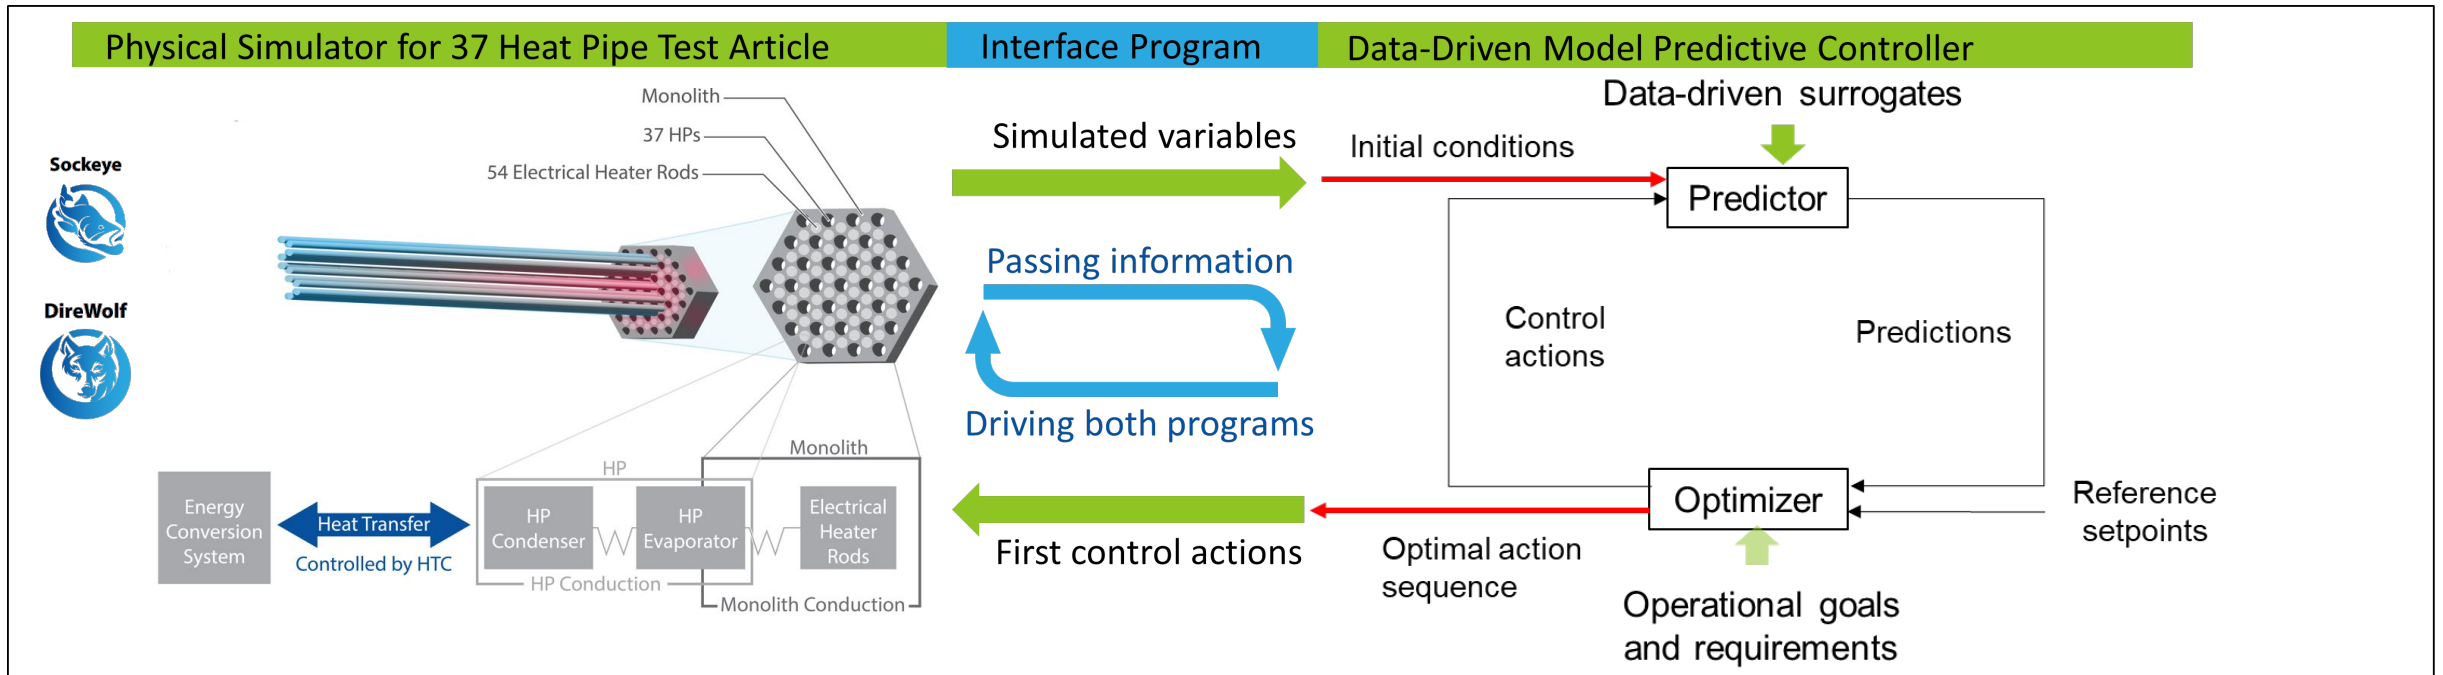 Physical Simulator for 37 Heat Pipe Test Article
Interface Program
Data-Driven Model Predictive Controller
Monolith
37 HPs
54 Electrical Heater Rods
Sockeye
DireWolf
Energy
Conversion
System
Heat Transfer
Controlled by HTC
HP
HP
Condenser
HP
Evaporator
HP Conduction
Monolith
Electrical
Heater
Rods
Monolith Conduction
Simulated variables
Passing information
Driving both programs
First control actions
Data-driven surrogates
Initial conditions
Predictor
Control
actions
Predictions
Optimizer
Reference
setpoints
Optimal action
sequence
Operational goals
and requirements